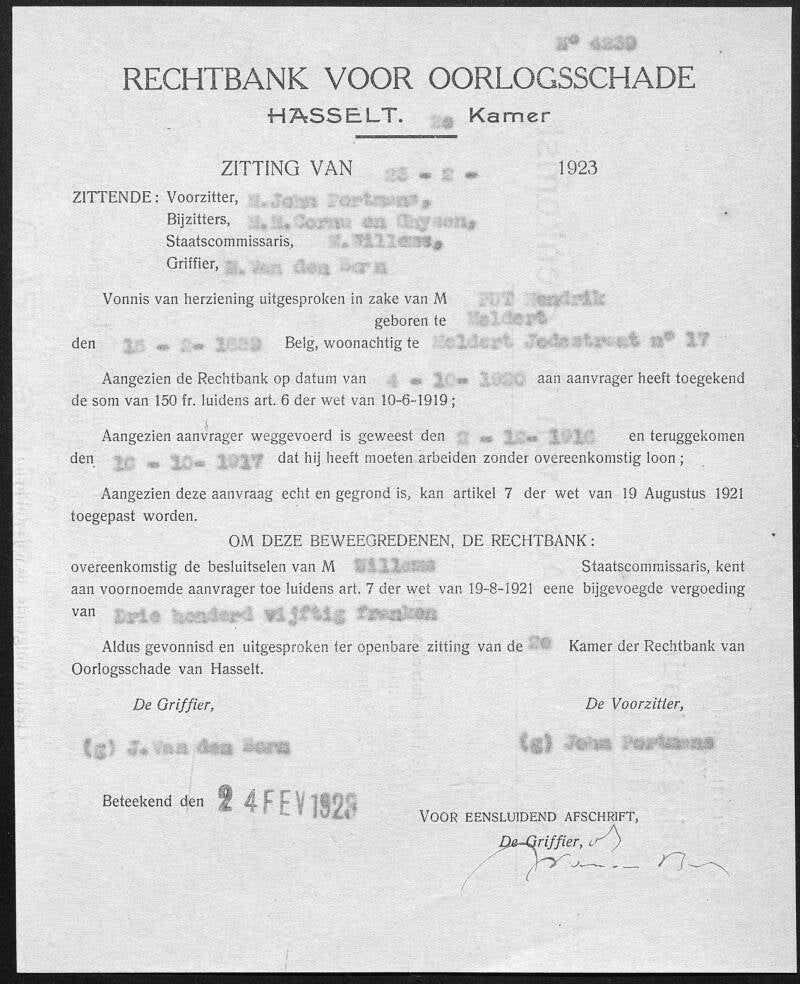 Nº 4239
RECHTBANK VOOR OORLOGSSCHADE
HASSELT. 2e Kamer
ZITTING VAN 23 - 2 - 1923
ZITTENDE : Voorzitter, M. John Portmans,
Bijzitters, M.M. Cornu en Ghysen,
Staatscommissaris, M. Willems,
Griffier, M. Van den Born
Vonnis van herziening uitgesproken in zake van M PUT Hendrik
geboren te Meldert
den 15 - 2- 1882 Belg, woonachtig te Meldert Jodsstraat nº 17
Aangezien de Rechtbank op datum van 4 - 10- 1920 aan aanvrager heeft toegekend
de som van 150 fr. luidens art. 6 der wet van 10-6-1919 ;
Aangezien aanvrager weggevoerd is geweest den 2 - 12- 1916 en teruggekomen
den 10 - 10- 1917 dat hij heeft moeten arbeiden zonder overeenkomstig loon ;
Aangezien deze aanvraag echt en gegrond is, kan artikel 7 der wet van 19 Augustus 1921
toegepast worden.
OM DEZE BEWEEGREDENEN, DE RECHTBANK :
overeenkomstig de besluitselen van M Willems Staatscommissaris, kent
aan voornoemde aanvrager toe luidens art. 7 der wet van 19-8-1921 eene bijgevoegde vergoeding
van Drie honderd vijftig franken
Aldus gevonnisd en uitgesproken ter openbare zitting van de 2e Kamer der Rechtbank van
Oorlogsschade van Hasselt.
De Griffier, De Voorzitter,
(g) J. Van den Born (g) John Portmans
Beteekend den 24 FEV 1923
VOOR EENSLUIDEND AFSCHRIFT,
De Griffier,